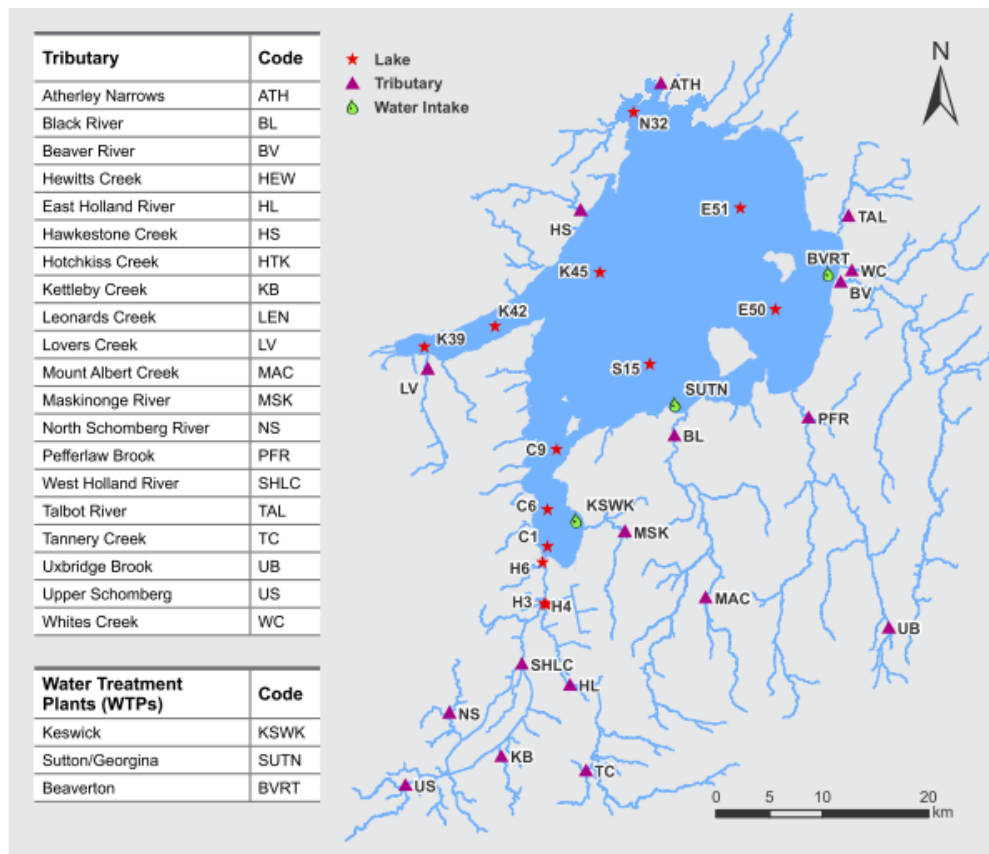 Tributary Code
Atherley Narrows ATH
Black River BL
Beaver River BV
Hewitts Creek HEW
East Holland River HL
Hawkestone Creek HS
Hotchkiss Creek HTK
Kettleby Creek KB
Leonards Creek LEN
Lovers Creek LV
Mount Albert Creek MAC
Maskinonge River MSK
North Schomberg River NS
Pefferlaw Brook PFR
West Holland River SHLC
Talbot River TAL
Tannery Creek TC
Uxbridge Brook UB
Upper Schomberg US
Whites Creek WC
Water Treatment
Plants (WTPs) Code
Keswick KSWK
Sutton/Georgina SUTN
Beaverton BVRT
Lake
Tributary
Water Intake
N
ATH
N32
E51
TAL
HS
BVRT
WC
K45
BV
K42
E50
K39
S15
LV
SUTN
PFR
BL
C9
C6
KSWK
MSK
C1
H6
MAC
H3
H4
UB
SHLC
HL
NS
KB
TC
US
0 5 10 20
km